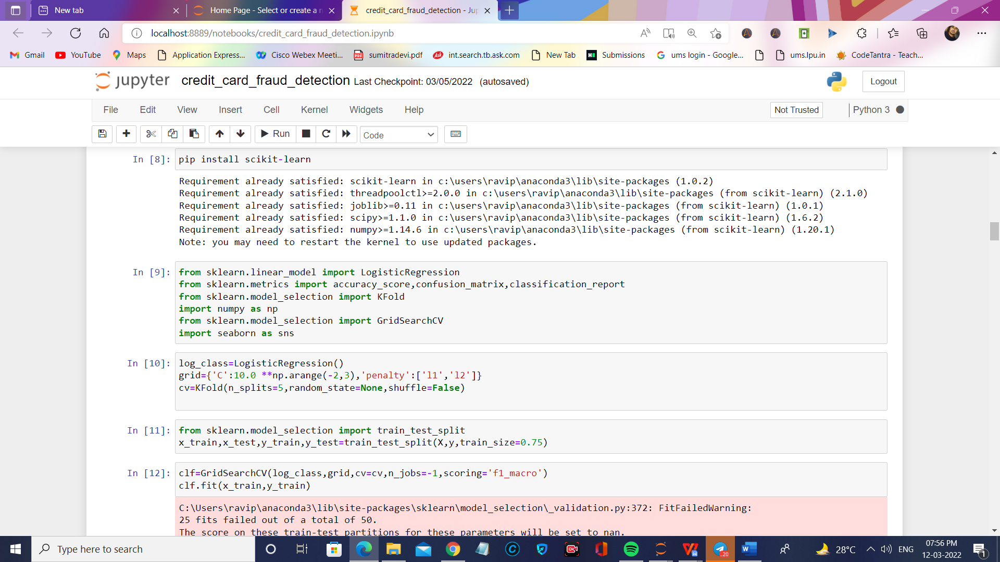 New tab
Home Page - Select or create a n
credit_card_fraud_detection - Jup
localhost:8889/notebooks/credit_card_fraud_detection.ipynb
Gmail
YouTube
Maps
Application Express...
Cisco Webex Meeti...
sumitradevi.pdf
int.search.tb.ask.com
New Tab
Submissions
ums login - Google...
ums.lpu.in
CodeTantra - Teach...
jupyter credit_card_fraud_detection Last Checkpoint: 03/05/2022 (autosaved)
Logout
File Edit View Insert Cell Kernel Widgets Help
Not Trusted
Python 3
Run
Code
In [8]: pip install scikit-learn
Requirement already satisfied: scikit-learn in c:\users\ravip\anaconda3\lib\site-packages (1.0.2)
Requirement already satisfied: threadpoolctl>=2.0.0 in c:\users\ravip\anaconda3\lib\site-packages (from scikit-learn) (2.1.0)
Requirement already satisfied: joblib>=0.11 in c:\users\ravip\anaconda3\lib\site-packages (from scikit-learn) (1.0.1)
Requirement already satisfied: scipy>=1.1.0 in c:\users\ravip\anaconda3\lib\site-packages (from scikit-learn) (1.6.2)
Requirement already satisfied: numpy>=1.14.6 in c:\users\ravip\anaconda3\lib\site-packages (from scikit-learn) (1.20.1)
Note: you may need to restart the kernel to use updated packages.
In [9]: from sklearn.linear_model import LogisticRegression
from sklearn.metrics import accuracy_score,confusion_matrix,classification_report
from sklearn.model_selection import KFold
import numpy as np
from sklearn.model_selection import GridSearchCV
import seaborn as sns
In [10]: log_class=LogisticRegression()
grid={'C':10.0 **np.arange(-2,3),'penalty':['l1','l2']}
cv=KFold(n_splits=5,random_state=None,shuffle=False)
In [11]: from sklearn.model_selection import train_test_split
x_train,x_test,y_train,y_test=train_test_split(X,y,train_size=0.75)
In [12]: clf=GridSearchCV(log_class,grid,cv=cv,n_jobs=-1,scoring='f1_macro')
clf.fit(x_train,y_train)
C:\Users\ravip\anaconda3\lib\site-packages\sklearn\model_selection\_validation.py:372: FitFailedWarning:
25 fits failed out of a total of 50.
The score on these train-test partitions for these parameters will be set to nan.
Type here to search
28°C
ENG
07:56 PM
12-03-2022
1